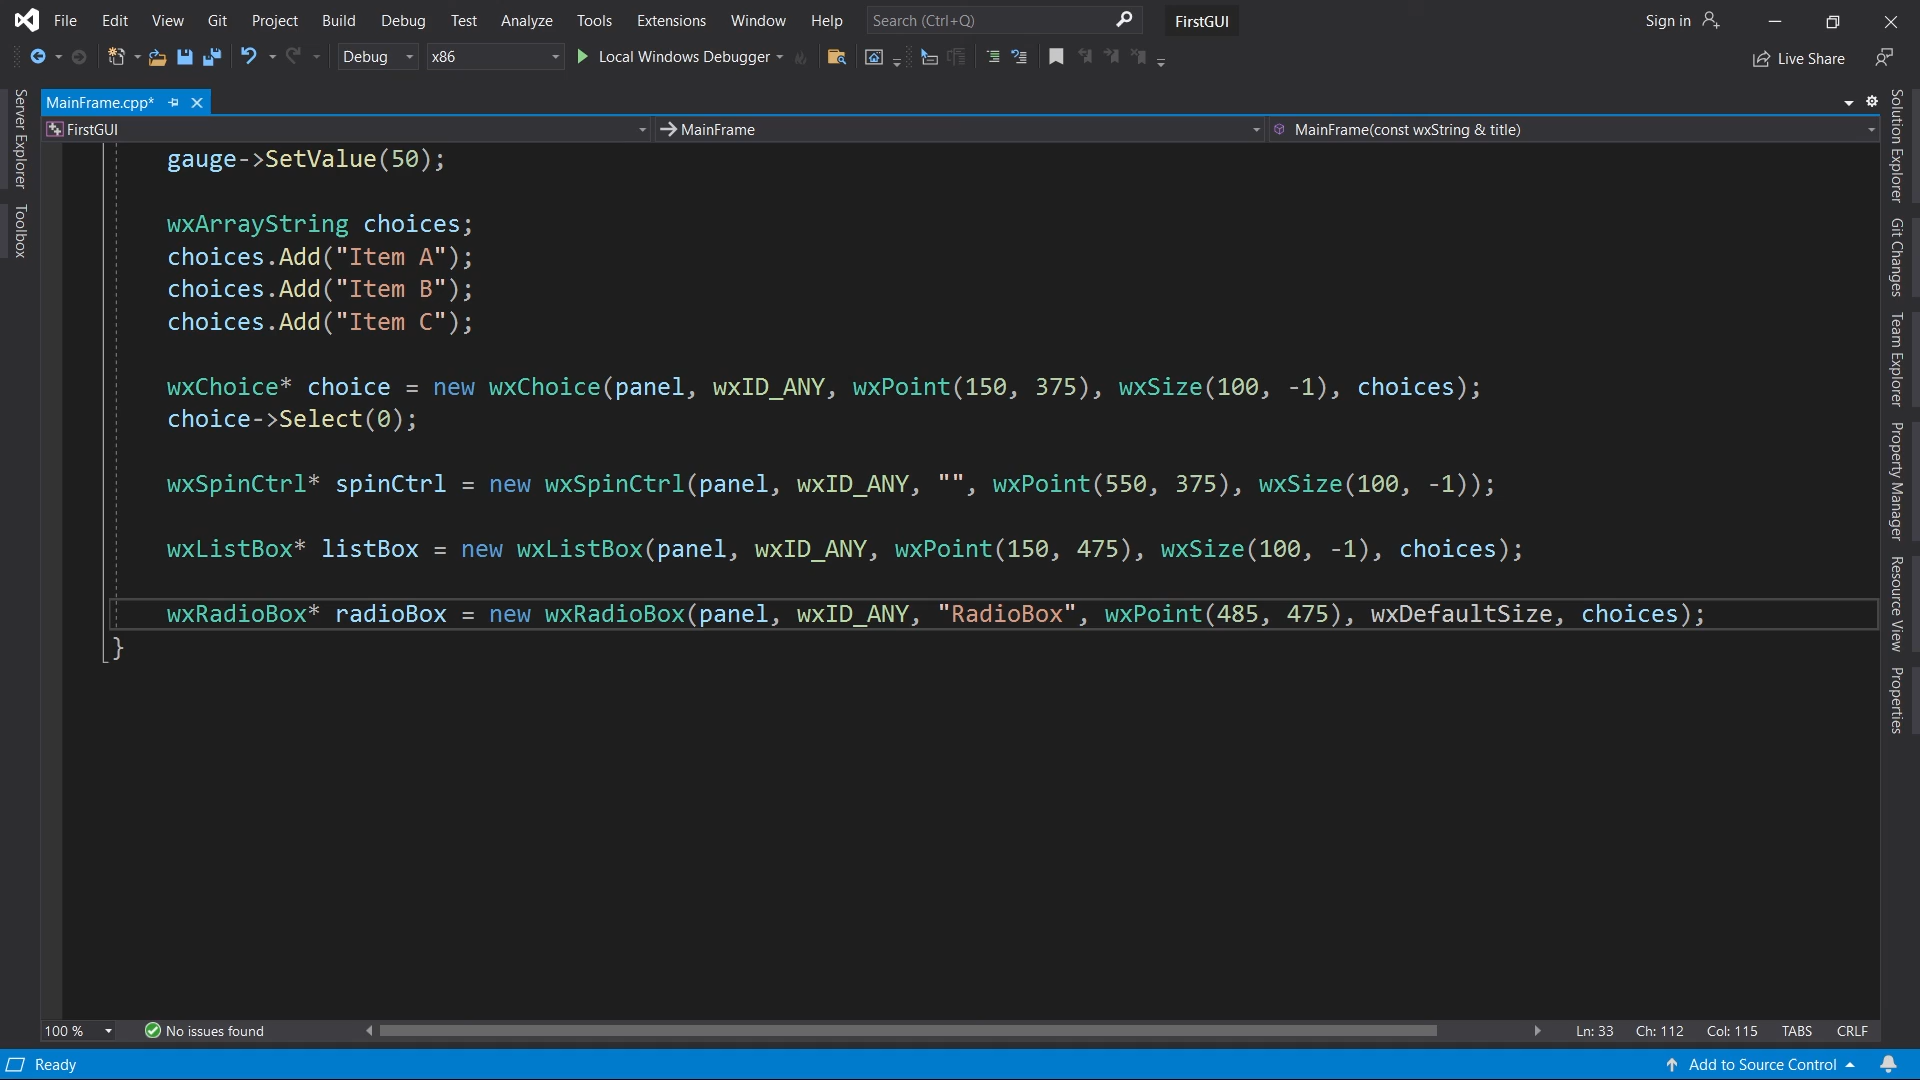 File Edit View Git Project Build Debug Test Analyze Tools Extensions Window Help Search (Ctrl+Q) FirstGUI Sign in
Debug x86 Local Windows Debugger Live Share
MainFrame.cpp*
FirstGUI MainFrame MainFrame(const wxString & title)
Server Explorer
Toolbox
gauge->SetValue(50);
wxArrayString choices;
choices.Add("Item A");
choices.Add("Item B");
choices.Add("Item C");
wxChoice* choice = new wxChoice(panel, wxID_ANY, wxPoint(150, 375), wxSize(100, -1), choices);
choice->Select(0);
wxSpinCtrl* spinCtrl = new wxSpinCtrl(panel, wxID_ANY, "", wxPoint(550, 375), wxSize(100, -1));
wxListBox* listBox = new wxListBox(panel, wxID_ANY, wxPoint(150, 475), wxSize(100, -1), choices);
wxRadioBox* radioBox = new wxRadioBox(panel, wxID_ANY, "RadioBox", wxPoint(485, 475), wxDefaultSize, choices);
}
Solution Explorer
Git Changes
Team Explorer
Property Manager
Resource View
Properties
100 % No issues found Ln: 33 Ch: 112 Col: 115 TABS CRLF
Ready Add to Source Control